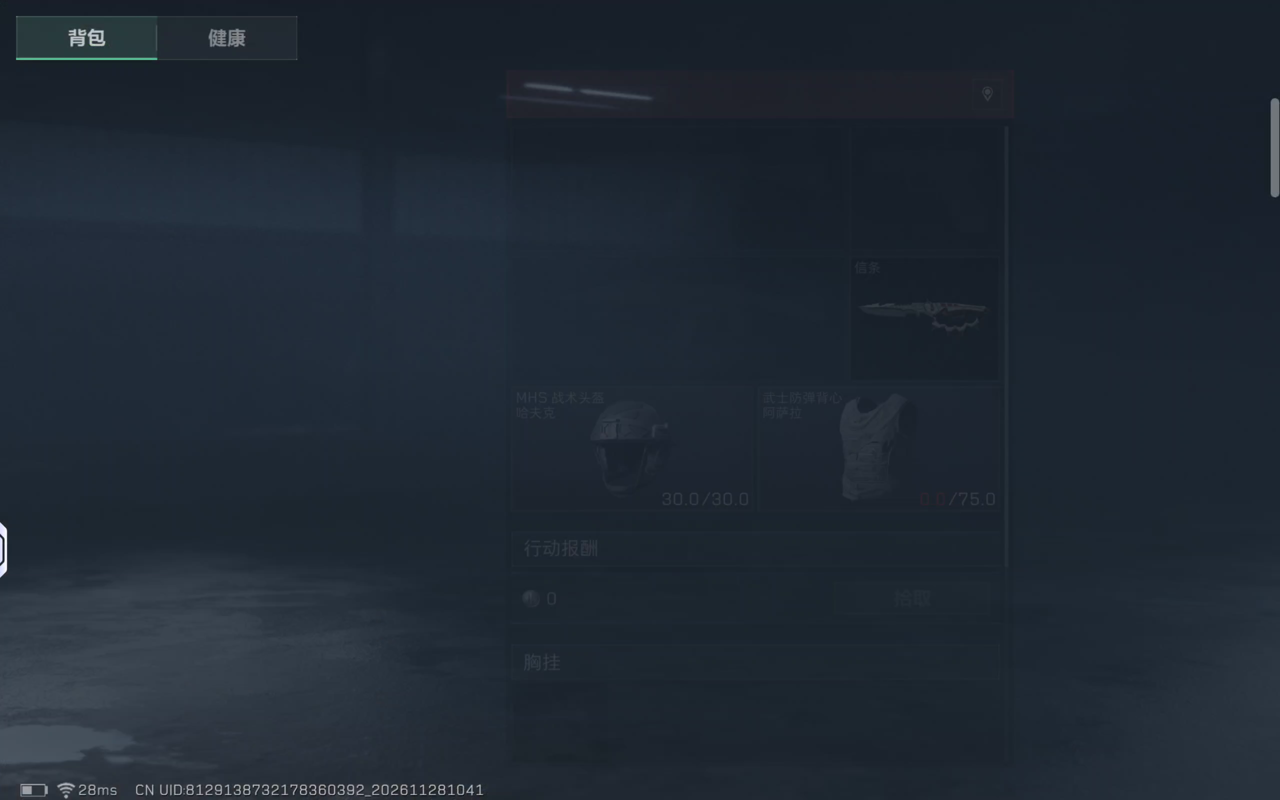 背包
健康
信条
MHS 战术头盔
哈夫克
30.0/30.0
武士防弹背心
阿萨拉
0.0/75.0
行动报酬
0
拾取
胸挂
28ms
CN UID:8129138732178360392_202611281041